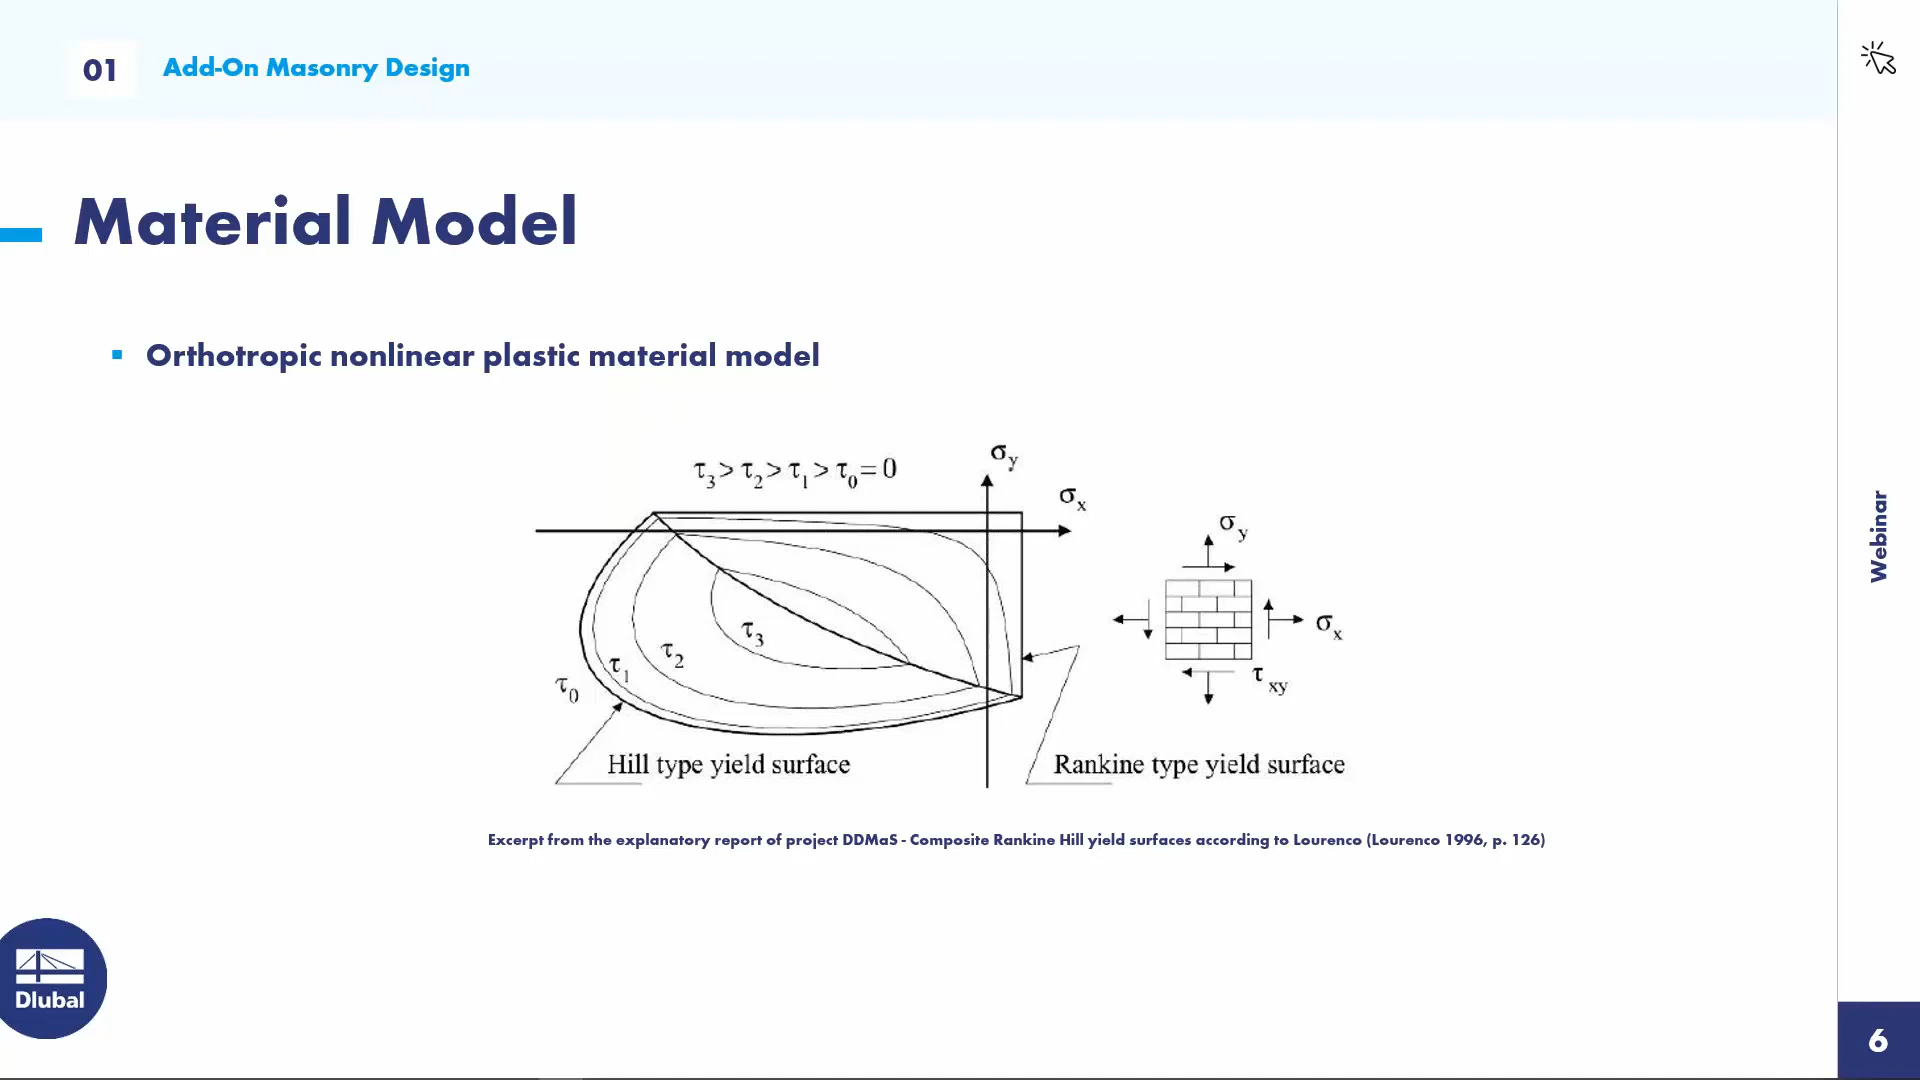 01
Add-On Masonry Design
Material Model
▪ Orthotropic nonlinear plastic material model
τ3 > τ2 > τ1 > τ0 = 0
σy
σx
σy
σx
τxy
τ3
τ2
τ1
τ0
Hill type yield surface
Rankine type yield surface
Excerpt from the explanatory report of project DDMaS - Composite Rankine Hill yield surfaces according to Lourenco (Lourenco 1996, p. 126)
Webinar
Dlubal
6